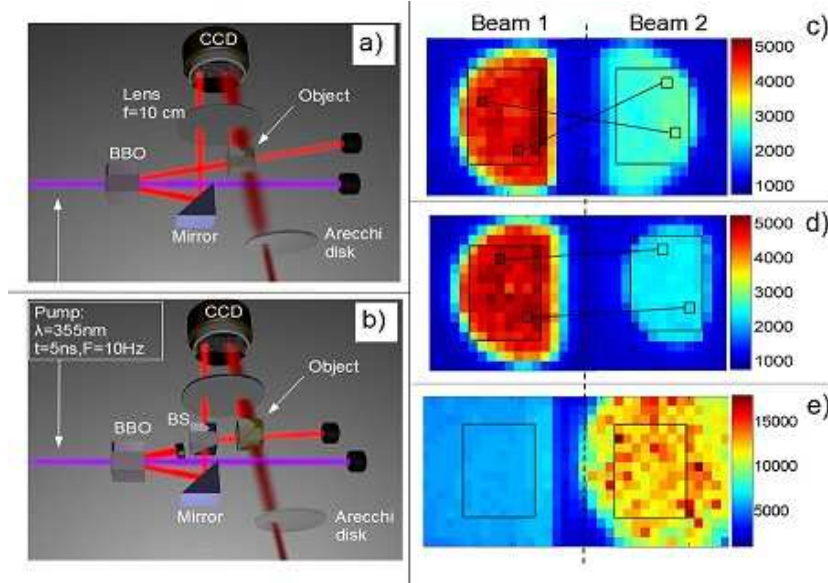 CCD
a)
Lens
f=10 cm
Object
BBO
Mirror
Arecchi
disk
Pump:
λ=355nm
t=5ns,F=10Hz
CCD
b)
Object
BS
BBO
Mirror
Arecchi
disk
Beam 1
Beam 2
c)
5000
4000
3000
2000
1000
d)
5000
4000
3000
2000
1000
e)
15000
10000
5000